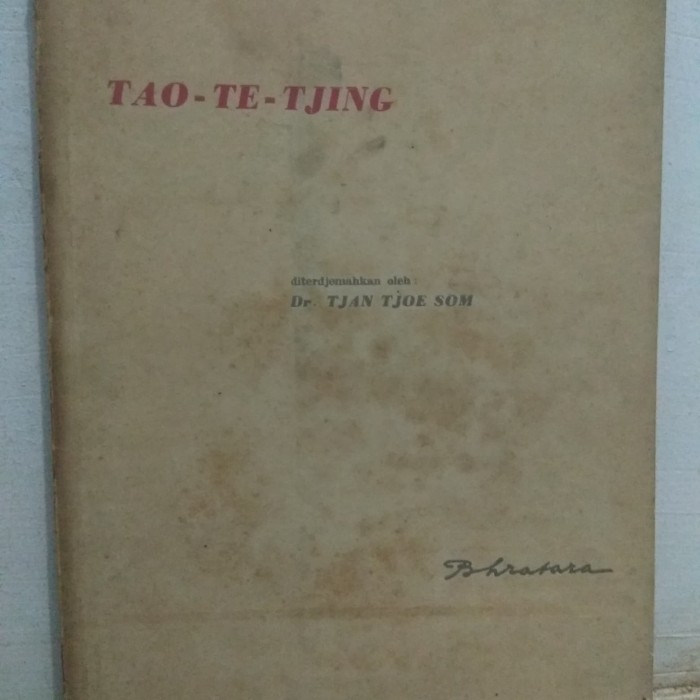 TAO-TE-TJING
diterdjemahkan oleh :
Dr. TJAN TJOE SOM
Bhratara